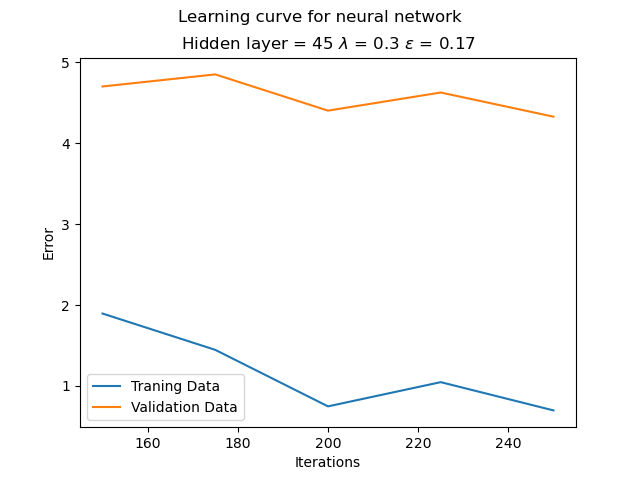 Learning curve for neural network
Hidden layer = 45 λ = 0.3 ε = 0.17
5
4
3
2
1
Error
Traning Data
Validation Data
160 180 200 220 240
Iterations